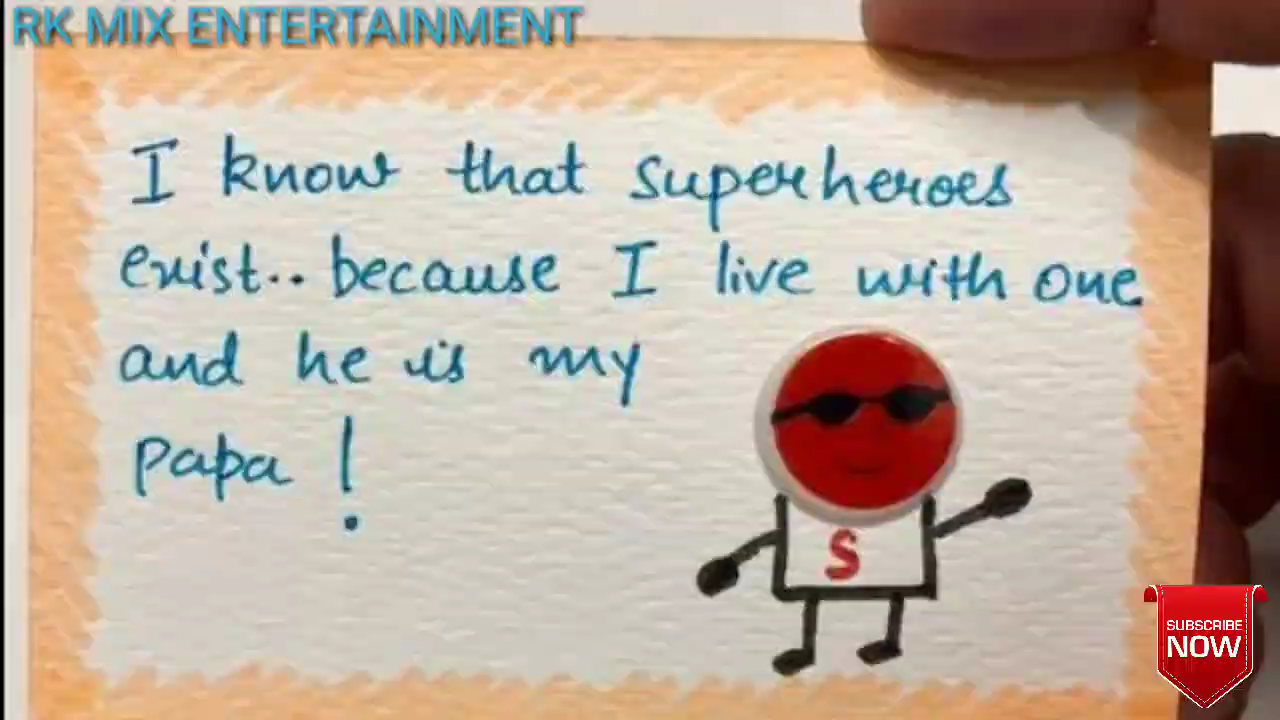 RK MIX ENTERTAINMENT
I know that superheroes
exist.. because I live with one
and he is my
papa !
S
SUBSCRIBE
NOW